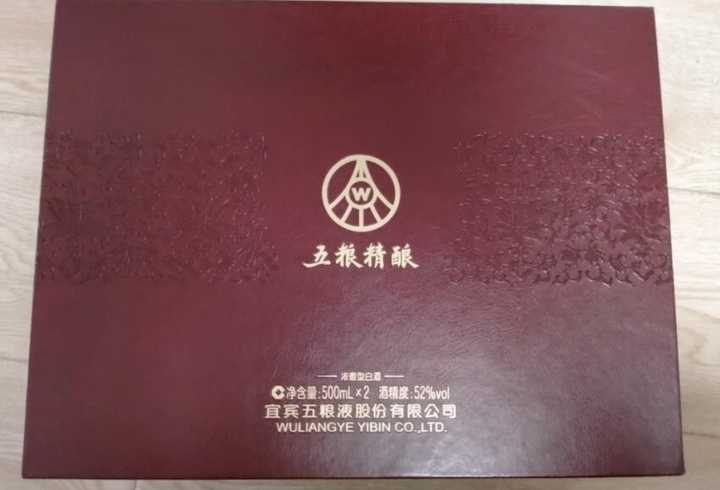 W
五粮精酿
浓香型白酒
C净含量:500mL×2 酒精度:52%vol
宜宾五粮液股份有限公司
WULIANGYE YIBIN CO.,LTD.